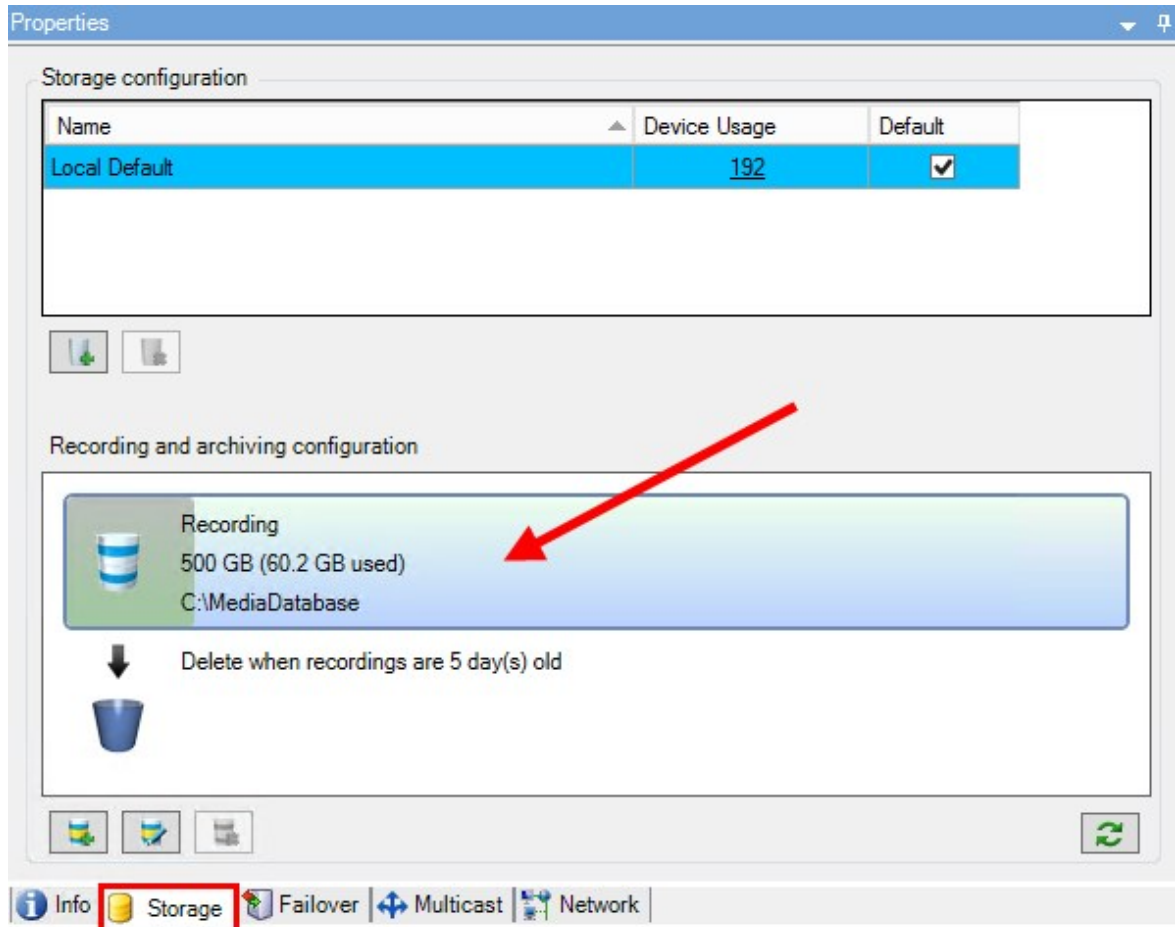 Properties
Storage configuration
Name Device Usage Default
Local Default 192
Recording and archiving configuration
Recording
500 GB (60.2 GB used)
C:\MediaDatabase
Delete when recordings are 5 day(s) old
Info Storage Failover Multicast Network